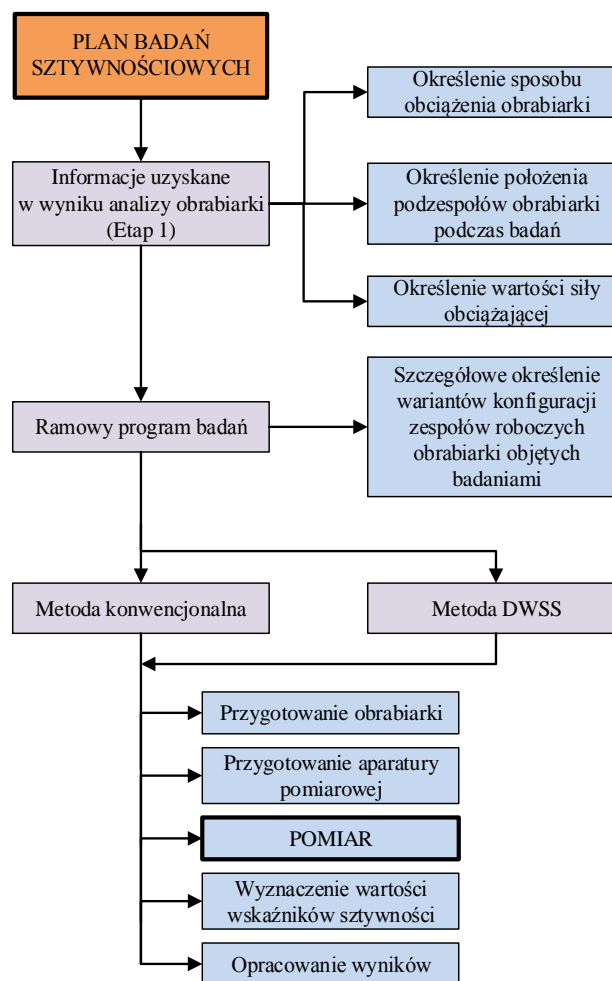 PLAN BADAŃ
SZTYWNOŚCIOWYCH
Określenie sposobu
obciążenia obrabiarki
Informacje uzyskane
w wyniku analizy obrabiarki
(Etap 1)
Określenie położenia
podzespołów obrabiarki
podczas badań
Określenie wartości siły
obciążającej
Ramowy program badań
Szczegółowe określenie
wariantów konfiguracji
zespołów roboczych
obrabiarki objętych
badaniami
Metoda konwencjonalna
Metoda DWSS
Przygotowanie obrabiarki
Przygotowanie aparatury
pomiarowej
POMIAR
Wyznaczenie wartości
wskaźników sztywności
Opracowanie wyników